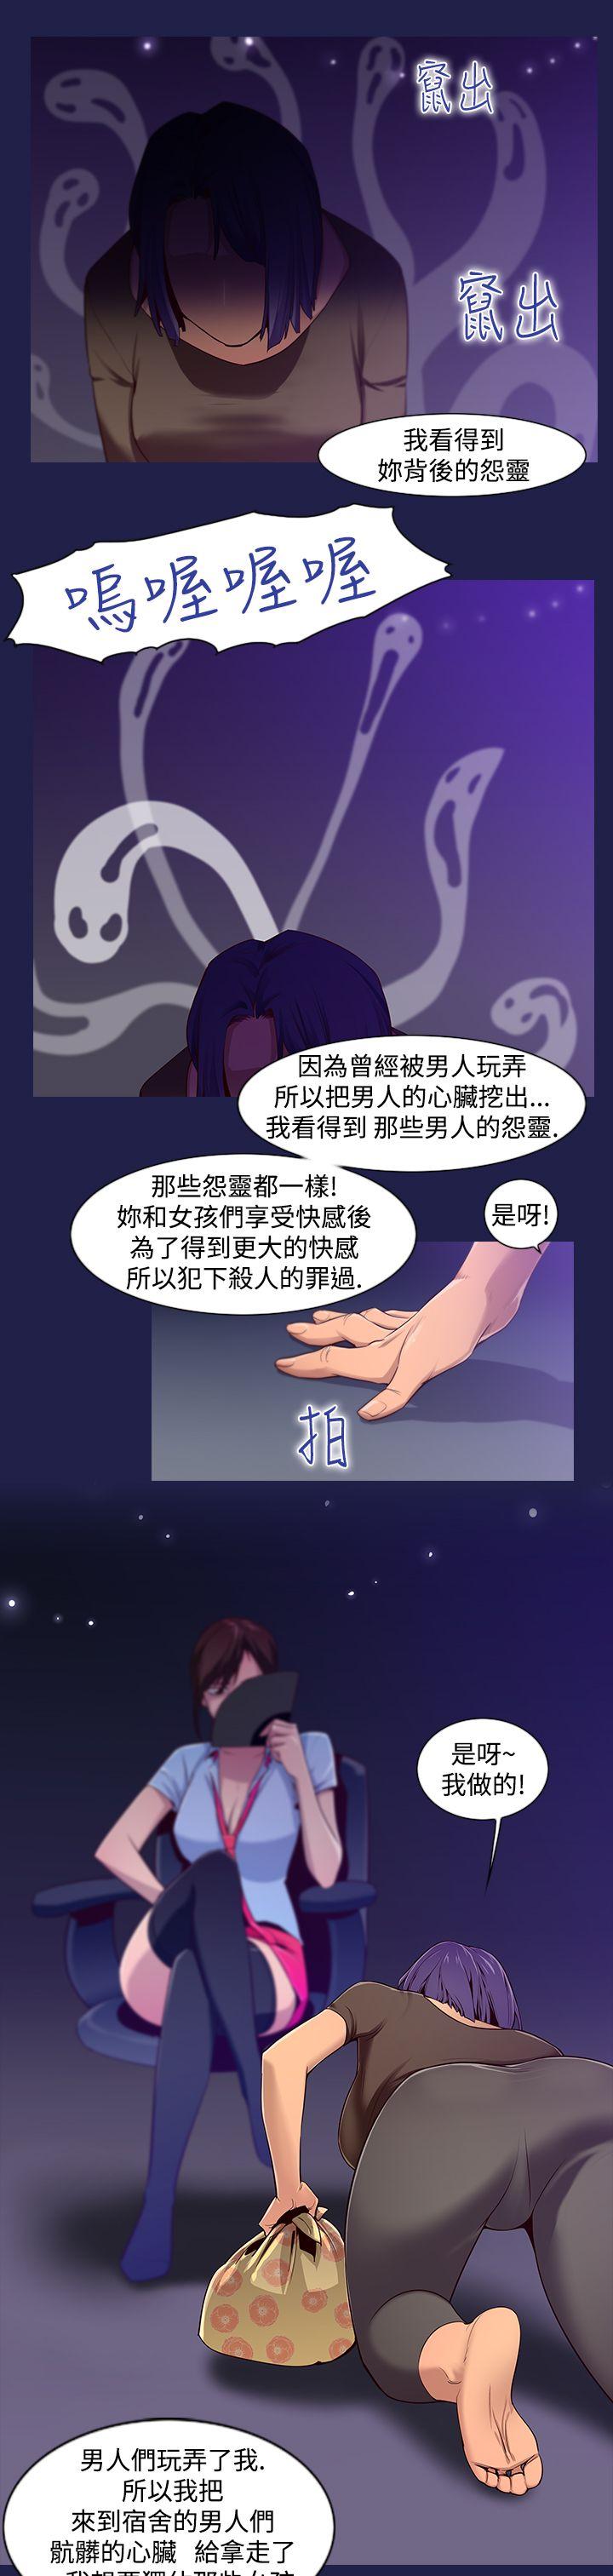 竄出
竄出
我看得到
妳背後的怨靈
嗚喔喔喔
因為曾經被男人玩弄
所以把男人的心臟挖出...
我看得到 那些男人的怨靈.
那些怨靈都一樣!
妳和女孩們享受快感後
為了得到更大的快感
所以犯下殺人的罪過.
是呀!
拍
是呀~
我做的!
男人們玩弄了我.
所以我把
來到宿舍的男人們
骯髒的心臟 給拿走了